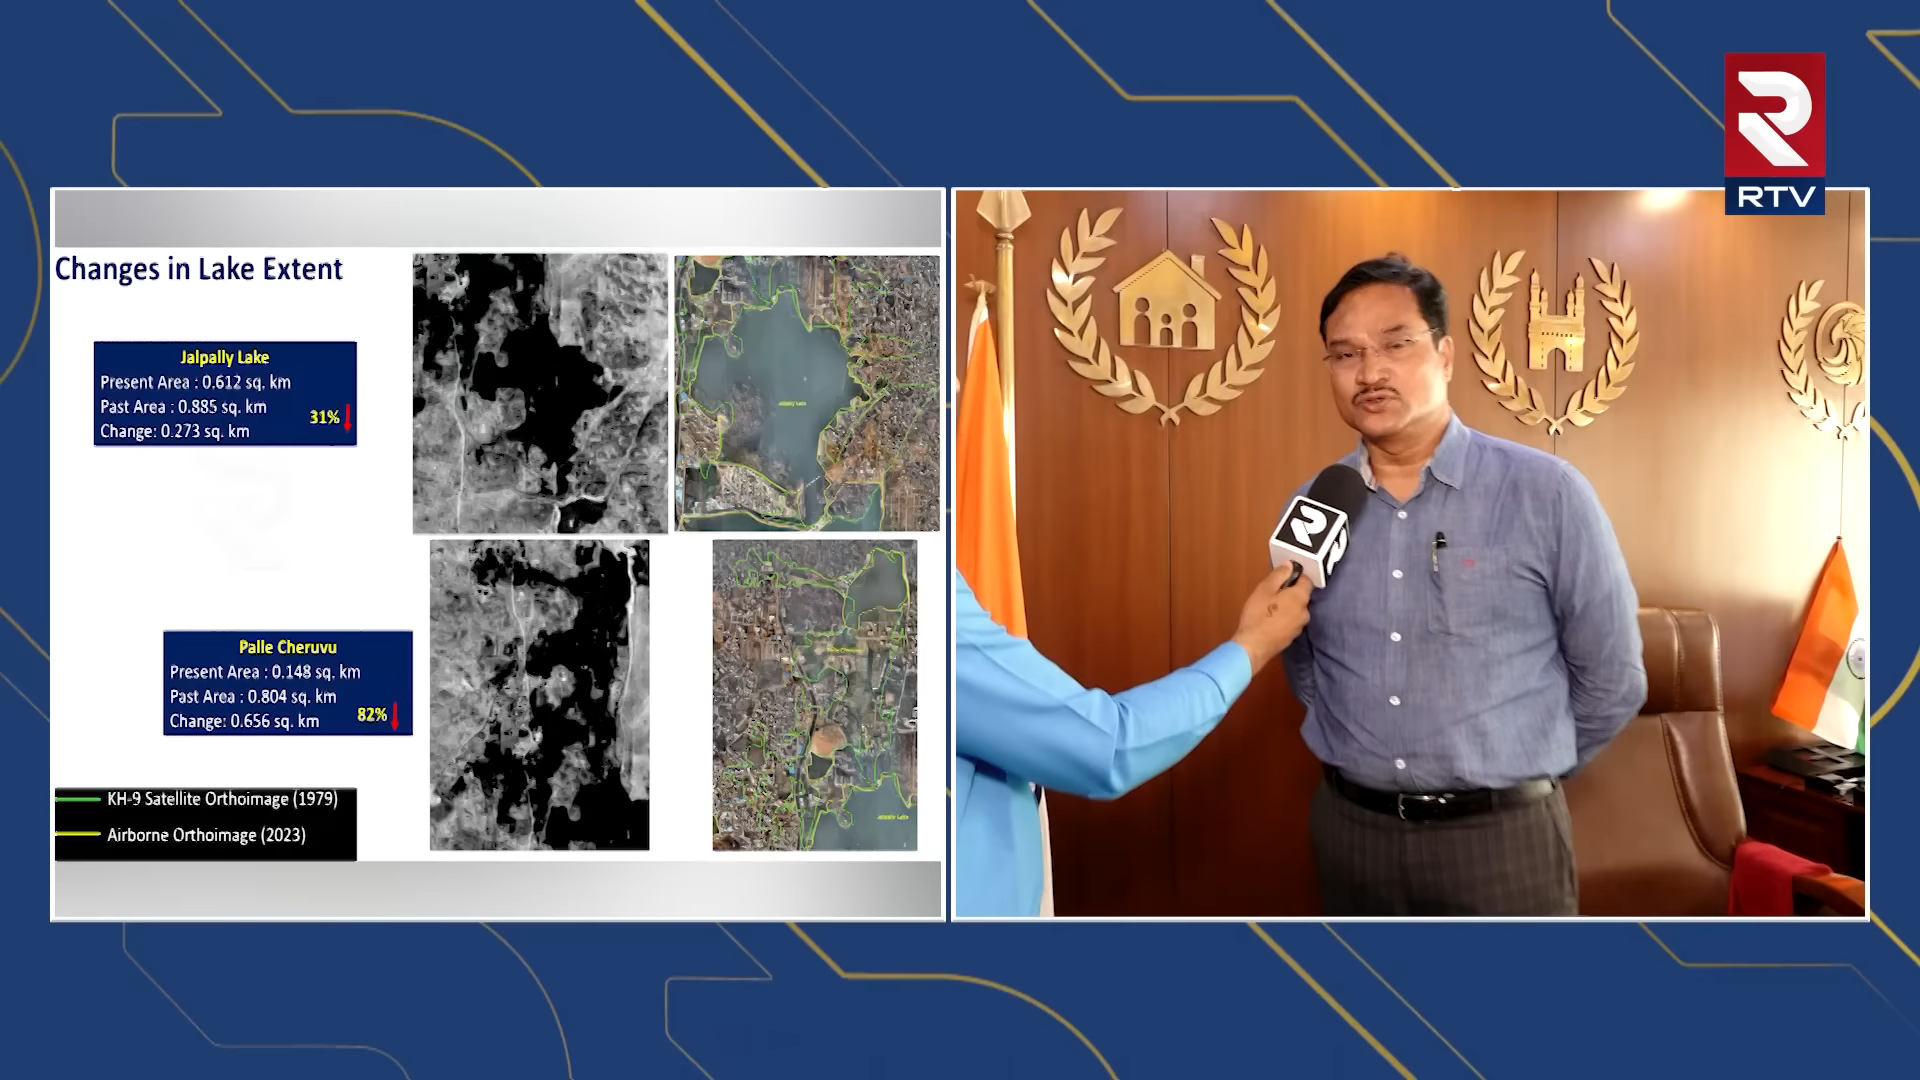 RTV
Changes in Lake Extent
Jalpally Lake
Present Area : 0.612 sq. km
Past Area : 0.885 sq. km
31%
Change: 0.273 sq. km
Palle Cheruvu
Present Area : 0.148 sq. km
Past Area : 0.804 sq. km
82%
Change: 0.656 sq. km
KH-9 Satellite Orthoimage (1979)
Airborne Orthoimage (2023)